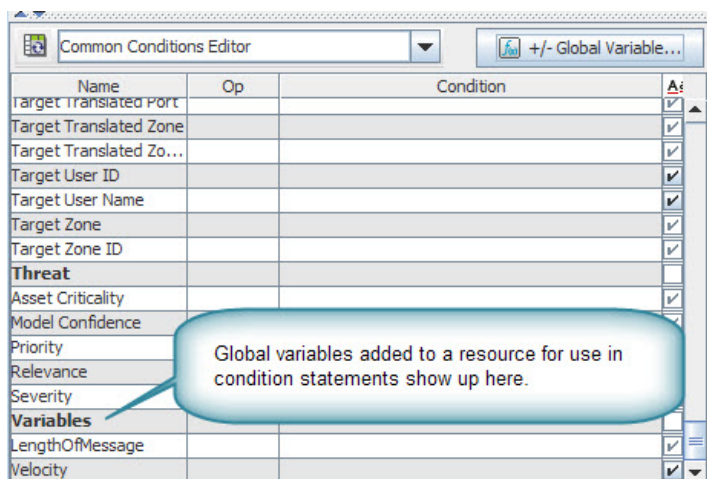 Common Conditions Editor
+/- Global Variable...
Name Op Condition
Target Translated Port
Target Translated Zone
Target Translated Zo...
Target User ID
Target User Name
Target Zone
Target Zone ID
Threat
Asset Criticality
Model Confidence
Priority
Relevance
Severity
Global variables added to a resource for use in
condition statements show up here.
Variables
LengthOfMessage
Velocity